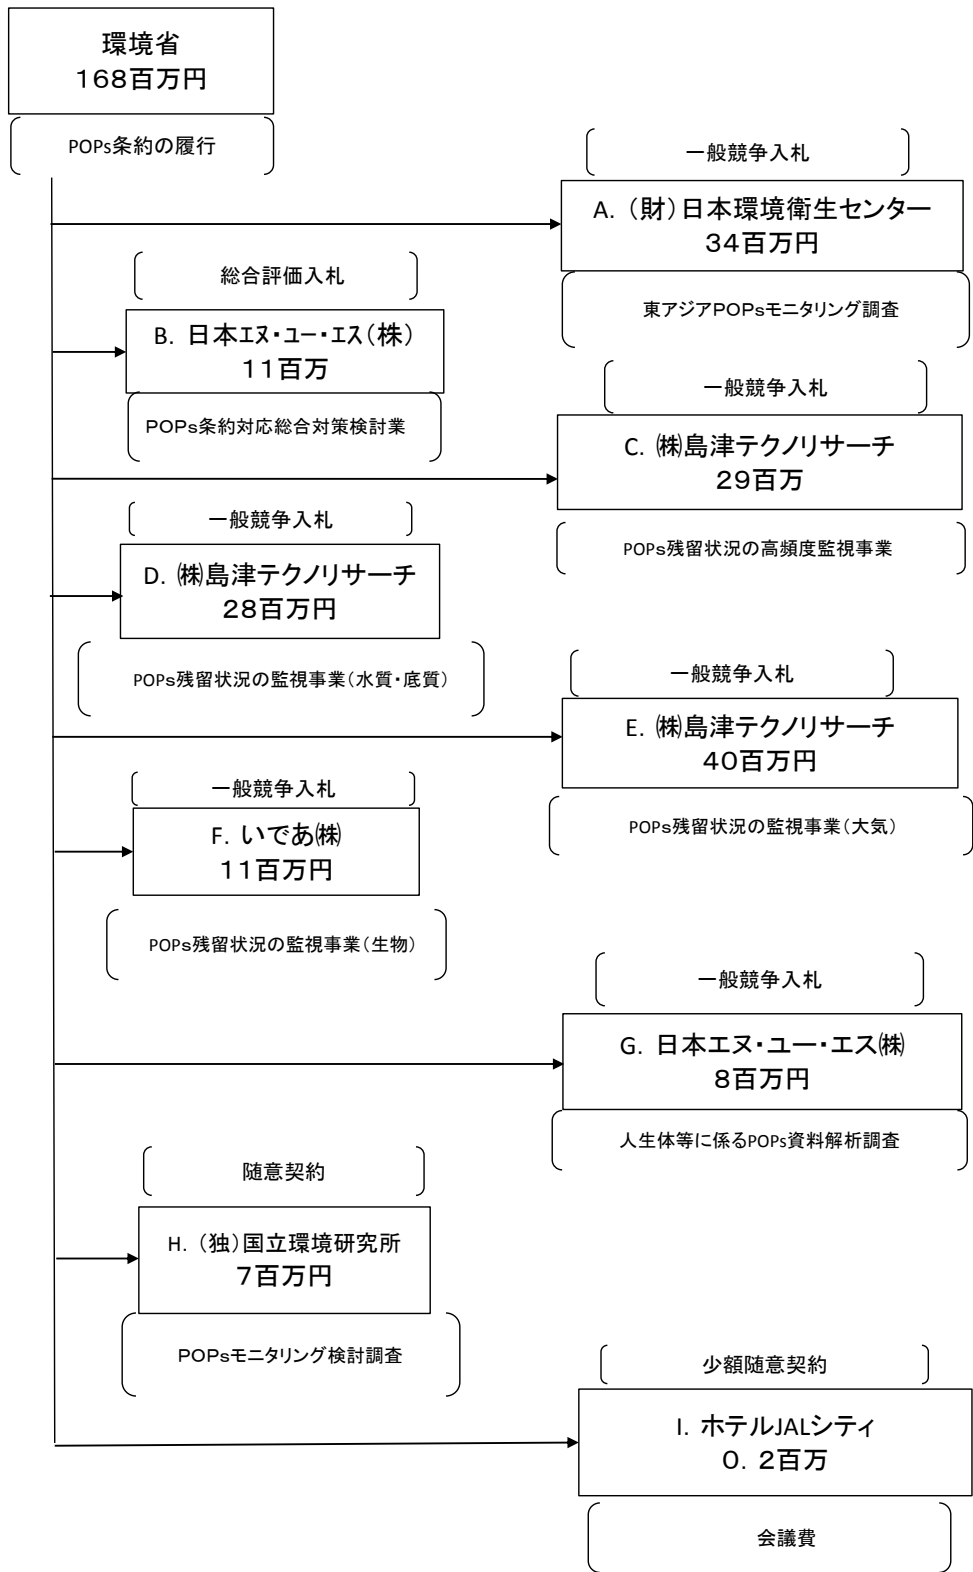 環境省
168百万円
POPs条約の履行
一般競争入札
A. (財)日本環境衛生センター
34百万円
東アジアPOPsモニタリング調査
総合評価入札
B. 日本エヌ・ユー・エス(株)
11百万
POPs条約対応総合対策検討業
一般競争入札
C. ㈱島津テクノリサーチ
29百万
POPs残留状況の高頻度監視事業
一般競争入札
D. ㈱島津テクノリサーチ
28百万円
POPs残留状況の監視事業(水質・底質)
一般競争入札
E. ㈱島津テクノリサーチ
40百万円
POPs残留状況の監視事業(大気)
一般競争入札
F. いであ㈱
11百万円
POPs残留状況の監視事業(生物)
一般競争入札
G. 日本エヌ・ユー・エス㈱
8百万円
人生体等に係るPOPs資料解析調査
随意契約
H. (独)国立環境研究所
7百万円
POPsモニタリング検討調査
少額随意契約
I. ホテルJALシティ
0. 2百万
会議費